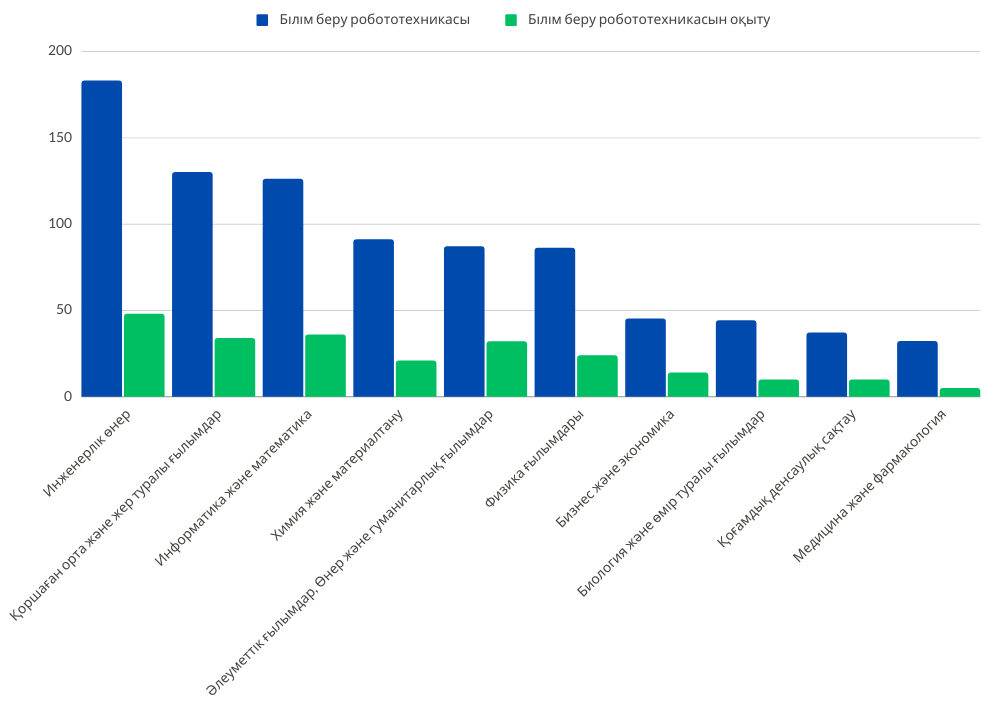 Білім беру робототехникасы
Білім беру робототехникасын оқыту
200
150
100
50
0
Инженерлік өнер
Қоршаған орта және жер туралы ғылымдар
Информатика және математика
Химия және материалтану
Әлеуметтік ғылымдар, Өнер және гуманитарлық ғылымдар
Физика ғылымдары
Бизнес және экономика
Биология және өмір туралы ғылымдар
Қоғамдық денсаулық сақтау
Медицина және фармакология